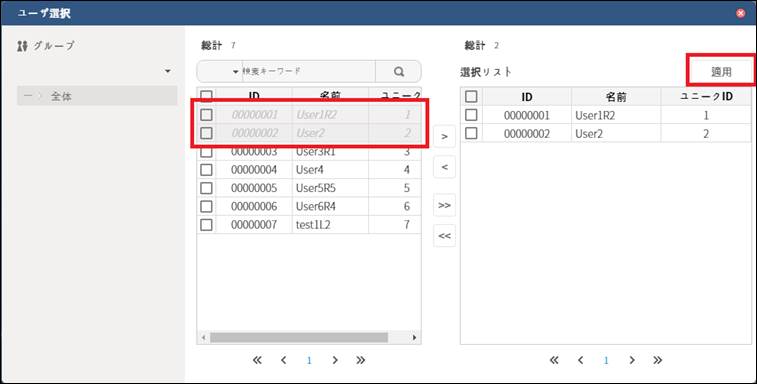 ユーザ選択
グループ
全体
総計 7
検索キーワード
ID 名前 ユニーク
00000001 User1R2 1
00000002 User2 2
00000003 User3R1 3
00000004 User4 4
00000005 User5R5 5
00000006 User6R4 6
00000007 test1L2 7
« < 1 > »
>
<
>>
<<
総計 2
選択リスト 適用
ID 名前 ユニークID
00000001 User1R2 1
00000002 User2 2
« < 1 > »